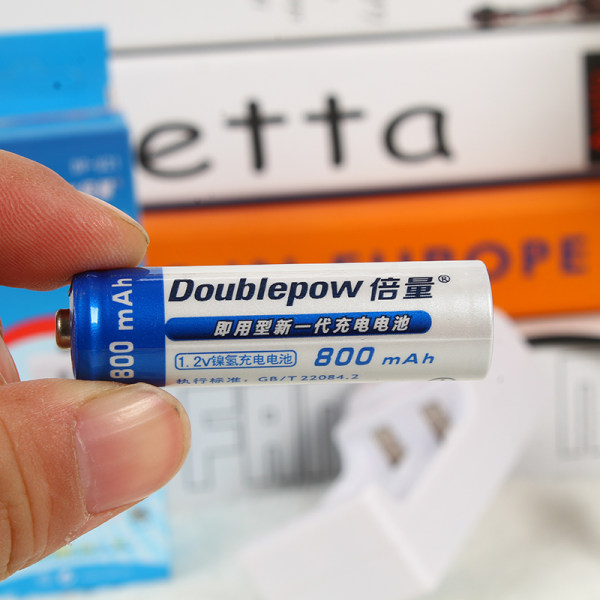 etta
EUROPE
Doublepow 倍量®
即用型新一代充电电池
1.2v镍氢充电电池 800 mAh
执行标准: GB/T 22084.2
800 mAh